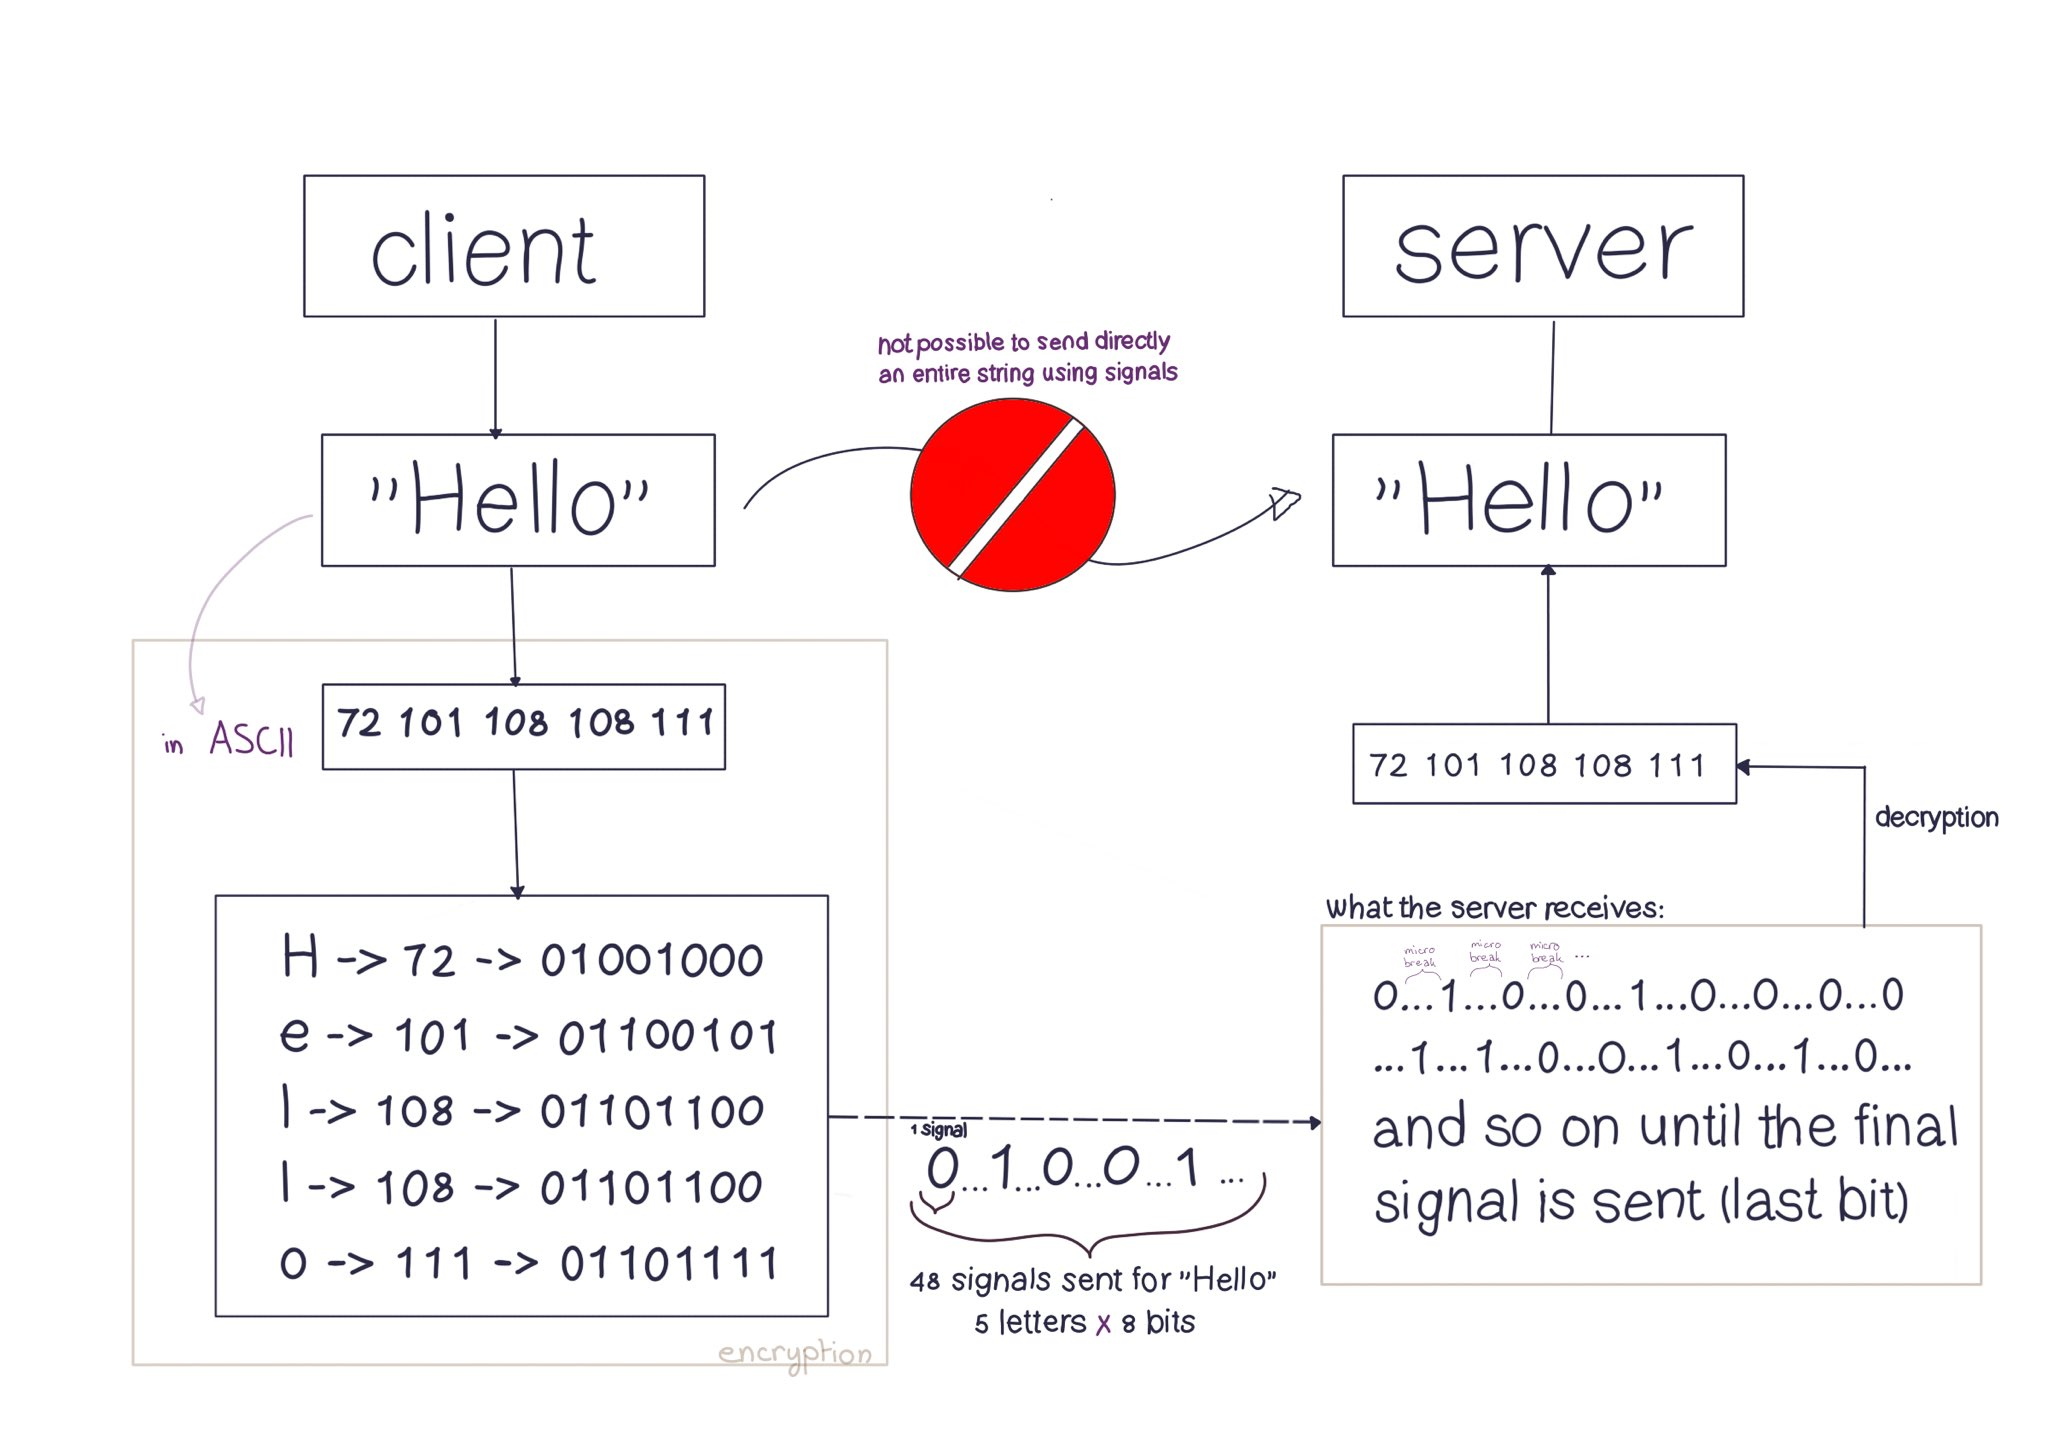 client
server
not possible to send directly
an entire string using signals
"Hello"
"Hello"
in ASCII
72 101 108 108 111
72 101 108 108 111
decryption
H -> 72 -> 01001000
e -> 101 -> 01100101
l -> 108 -> 01101100
l -> 108 -> 01101100
o -> 111 -> 01101111
encryption
1 signal
0...1...0...0...1...
48 signals sent for "Hello"
5 letters x 8 bits
what the server receives:
micro break
micro break
micro break
...
0...1...0...0...1...0...0...0...0
...1...1...0...0...1...0...1...0...
and so on until the final
signal is sent (last bit)